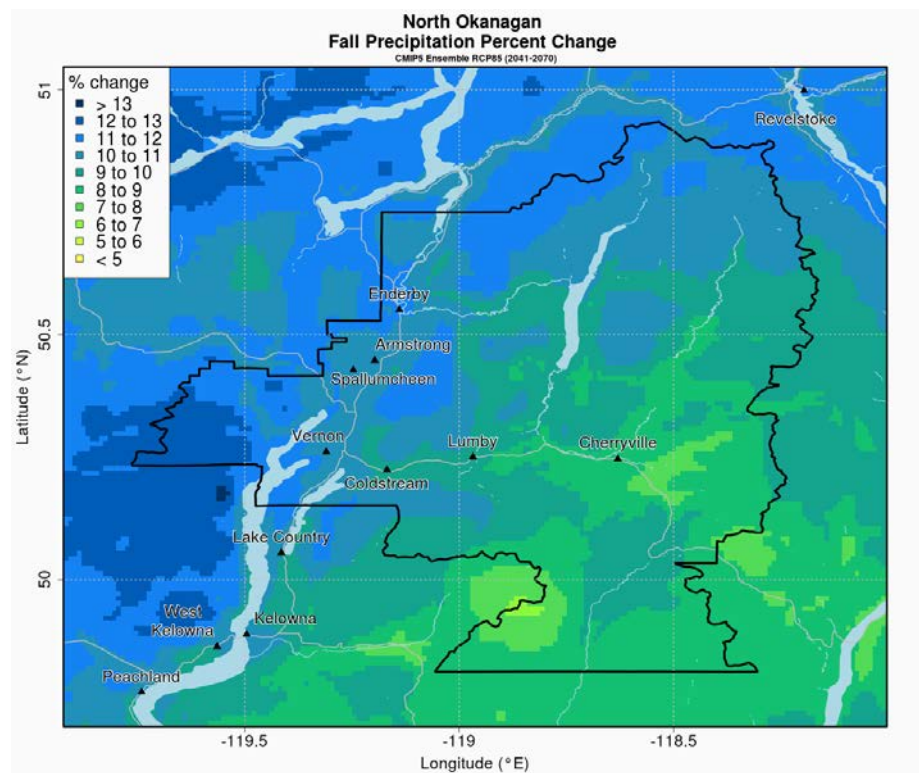 North Okanagan
Fall Precipitation Percent Change
CMIP5 Ensemble RCP85 (2041-2070)
% change
> 13
12 to 13
11 to 12
10 to 11
9 to 10
8 to 9
7 to 8
6 to 7
5 to 6
< 5
51
50.5
50
Latitude (°N)
Revelstoke
Enderby
Armstrong
Spallumcheen
Vernon
Lumby
Cherryville
Coldstream
Lake Country
West
Kelowna
Kelowna
Peachland
-119.5
-119
-118.5
Longitude (°E)